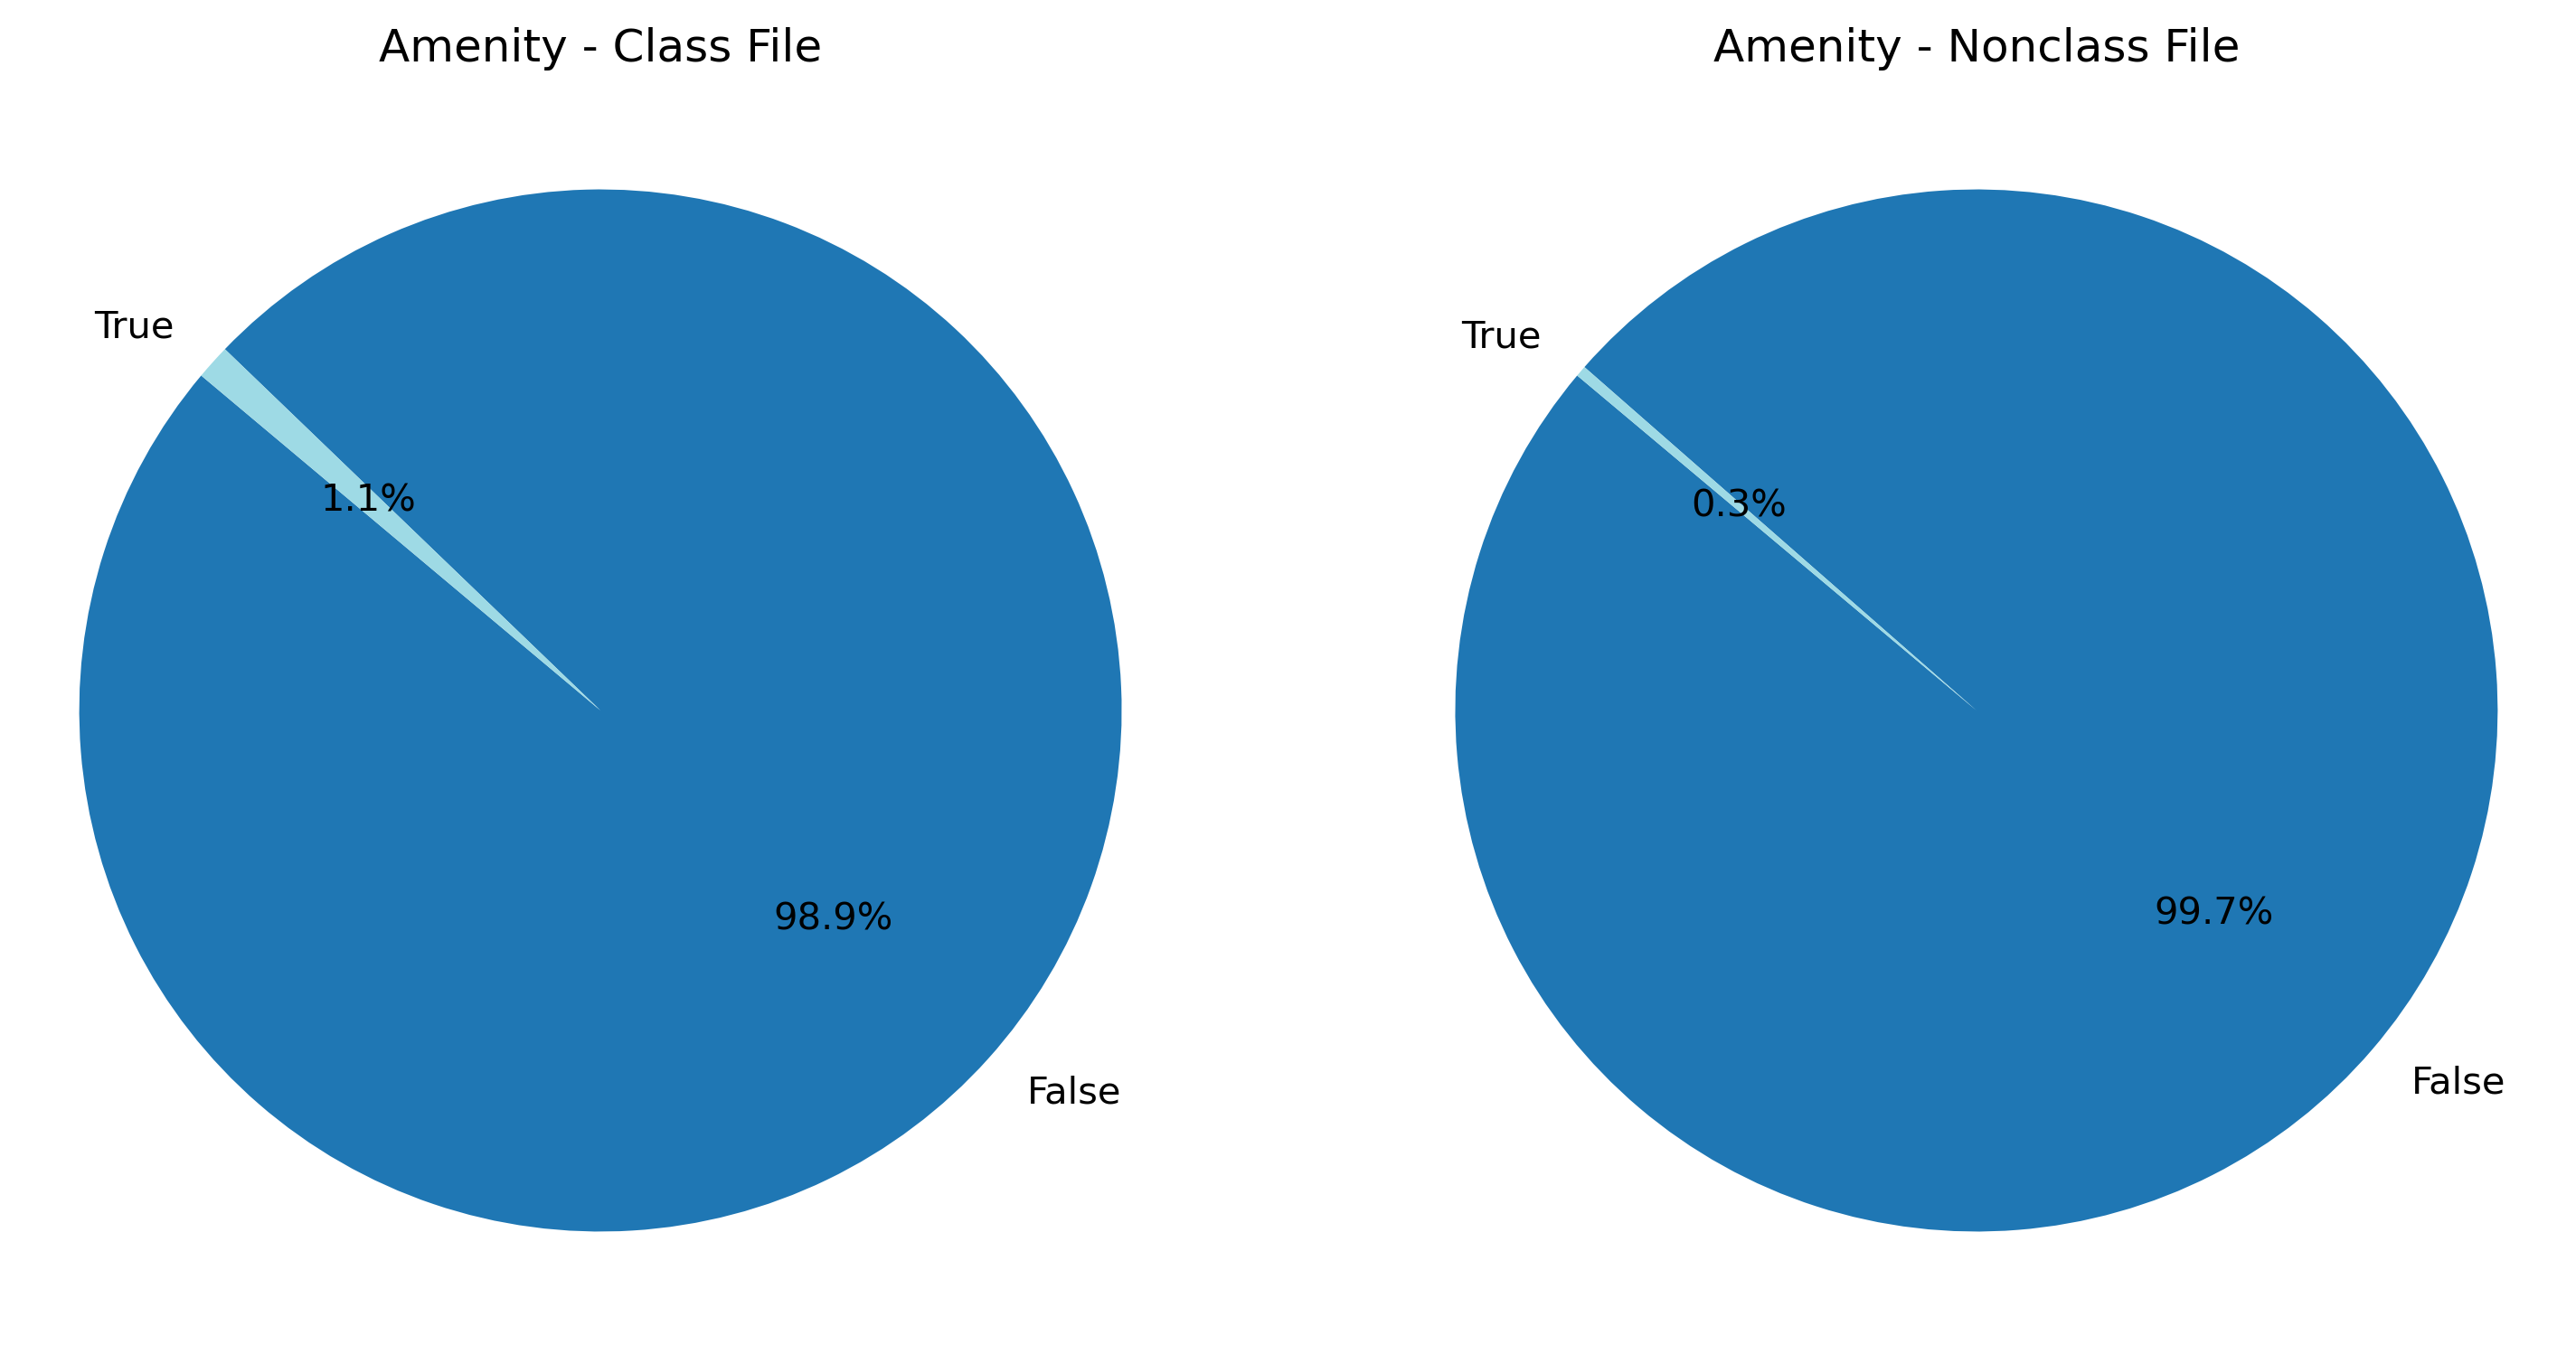 Amenity - Class File
True
1.1%
98.9%
False
Amenity - Nonclass File
True
0.3%
99.7%
False